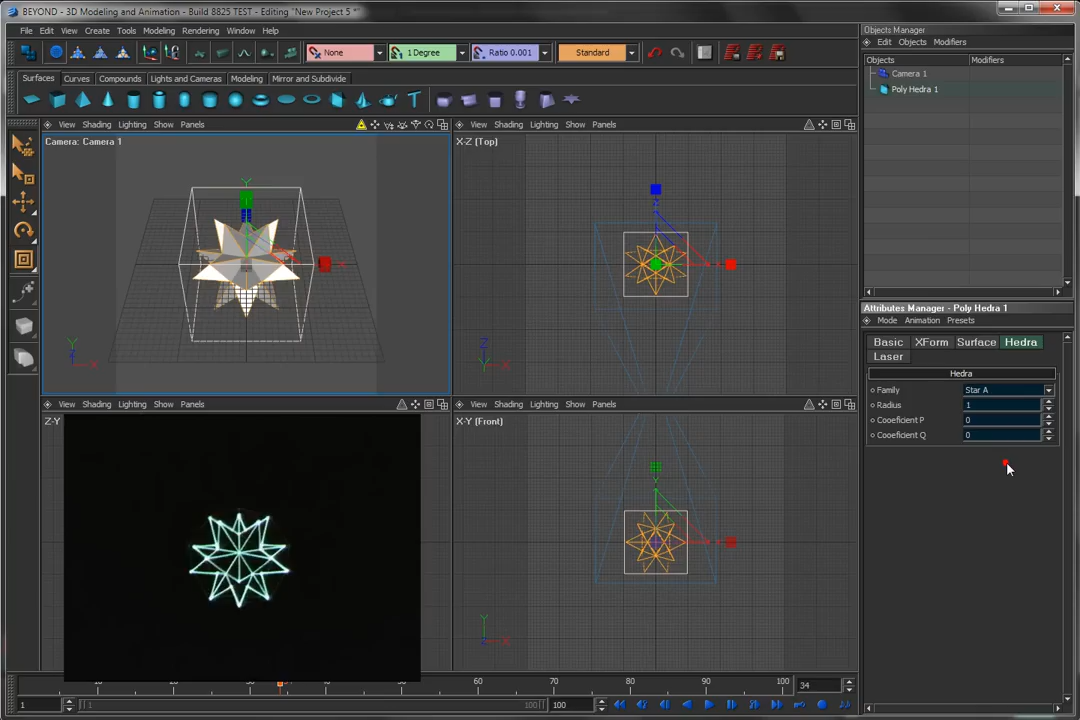 BEYOND - 3D Modeling and Animation - Build 8825 TEST - Editing "New Project 5 *"
File Edit View Create Tools Modeling Rendering Window Help
None 1 Degree Ratio 0.001 Standard
Surfaces Curves Compounds Lights and Cameras Modeling Mirror and Subdivide
View Shading Lighting Show Panels
Camera: Camera 1
Y
X
Y
X
View Shading Lighting Show Panels
X-Z (Top)
Z
X
View Shading Lighting Show Panels
Z-Y
View Shading Lighting Show Panels
X-Y (Front)
Y
X
10 50 60 70 80 90 100 34
1 1 100 100
Objects Manager
Edit Objects Modifiers
Objects Modifiers
Camera 1
Poly Hedra 1
Attributes Manager - Poly Hedra 1
Mode Animation Presets
Basic XForm Surface Hedra
Laser
Hedra
Family Star A
Radius 1
Cooeficient P 0
Cooeficient Q 0